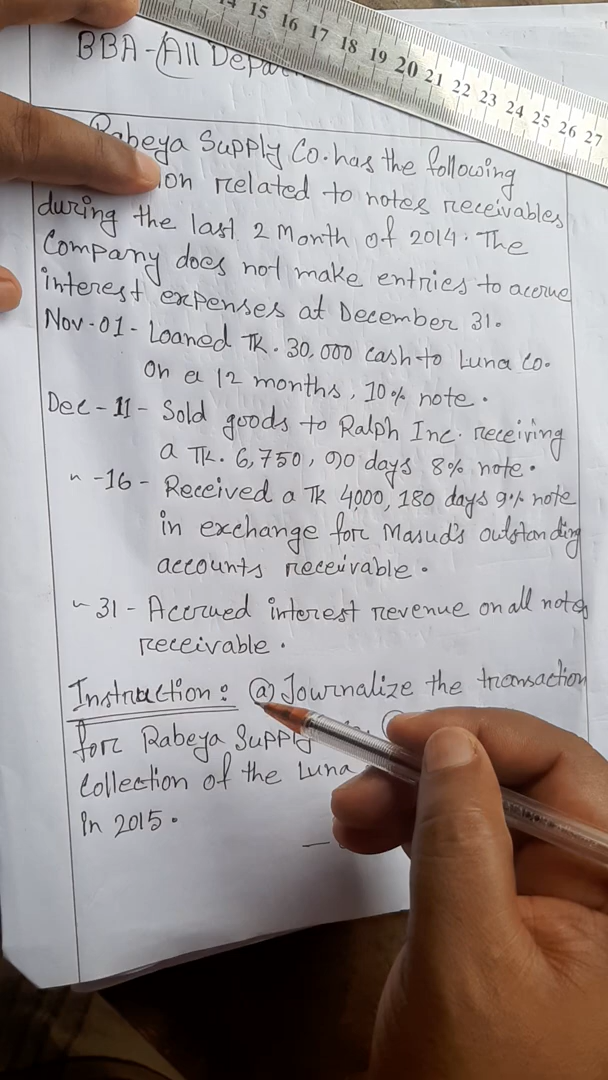 14 15 16 17 18 19 20 21 22 23 24 25 26 27
BBA-(All
Rabeya Supply Co. has the following
related to notes receivables
during the last 2 Month of 2014. The
Company does not make entries to accrue
interest expenses at December 31.
Nov-01- Loaned Tk. 30,000 cash to Luna Co.
on a 12 months, 10% note.
Dec-11- Sold goods to Ralph Inc. receiving
a Tk. 6,750, 90 days 8% note.
" -16- Received a Tk 4000, 180 days 9% note
in exchange for Masud's outstanding
accounts receivable.
" 31- Accrued interest revenue on all notes
receivable.
Instruction: (a) Journalize the transaction
for Rabeya Supply
Collection of the Luna
in 2015.